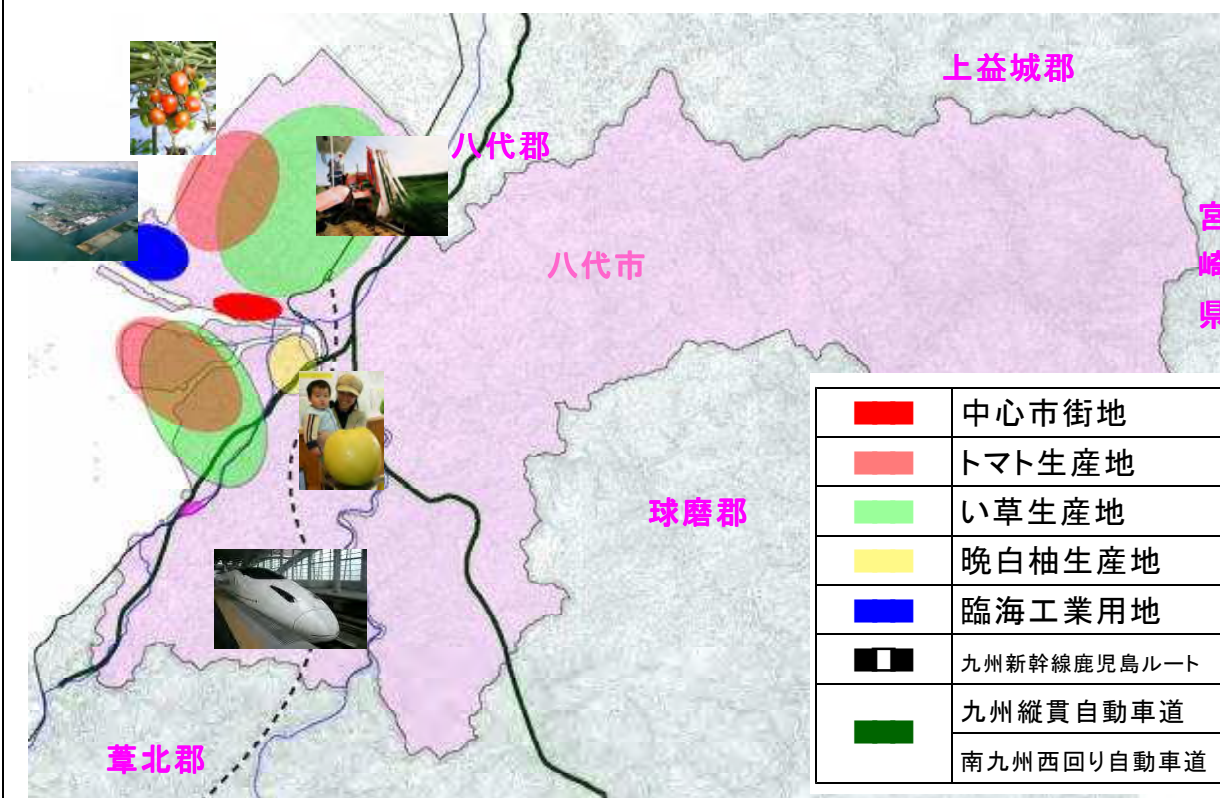 上益城郡
八代郡
宮崎県
八代市
球磨郡
葦北郡
中心市街地
トマト生産地
い草生産地
晩白柚生産地
臨海工業用地
九州新幹線鹿児島ルート
九州縦貫自動車道
南九州西回り自動車道